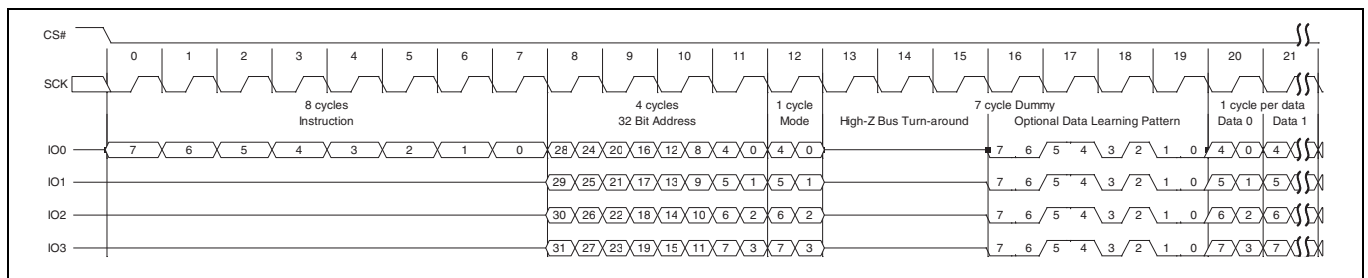 CS#
0 1 2 3 4 5 6 7 8 9 10 11 12 13 14 15 16 17 18 19 20 21
SCK
8 cycles 4 cycles 1 cycle 7 cycle Dummy 1 cycle per data
Instruction 32 Bit Address Mode High-Z Bus Turn-around Optional Data Learning Pattern Data 0 Data 1
IO0 7 6 5 4 3 2 1 0 28 24 20 16 12 8 4 0 4 0 7 6 5 4 3 2 1 0 4 0 4
IO1 29 25 21 17 13 9 5 1 5 1 7 6 5 4 3 2 1 0 5 1 5
IO2 30 26 22 18 14 10 6 2 6 2 7 6 5 4 3 2 1 0 6 2 6
IO3 31 27 23 19 15 11 7 3 7 3 7 6 5 4 3 2 1 0 7 3 7